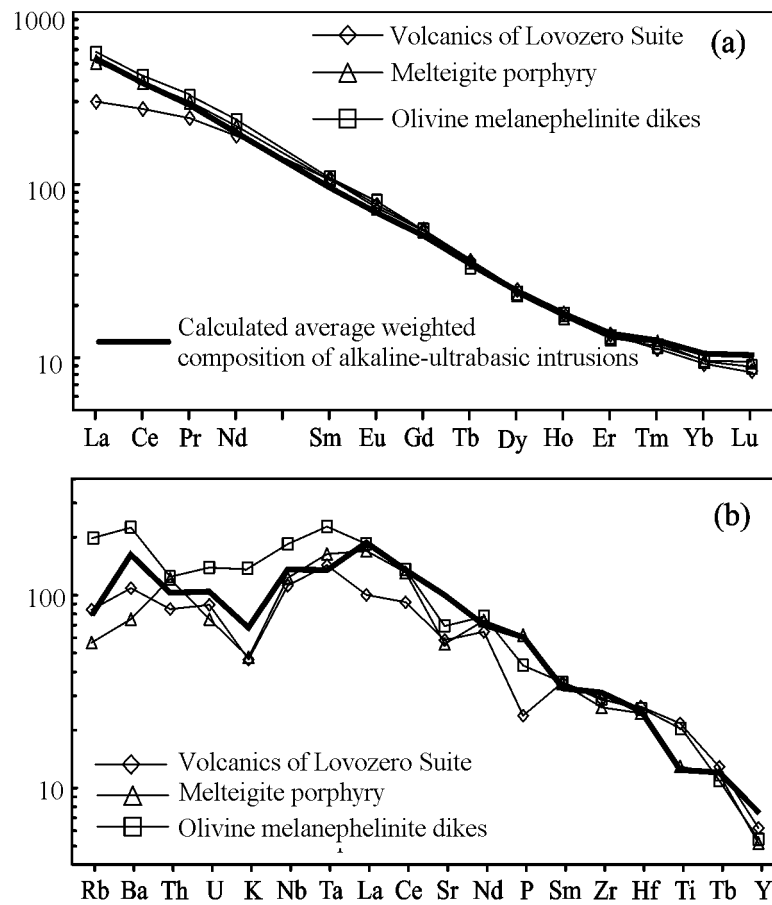 1000
(a)
Volcanics of Lovozero Suite
Melteigite porphyry
Olivine melanephelinite dikes
100
Calculated average weighted
composition of alkaline-ultrabasic intrusions
10
La Ce Pr Nd Sm Eu Gd Tb Dy Ho Er Tm Yb Lu
(b)
100
Volcanics of Lovozero Suite
Melteigite porphyry
10
Olivine melanephelinite dikes
Rb Ba Th U K Nb Ta La Ce Sr Nd P Sm Zr Hf Ti Tb Y